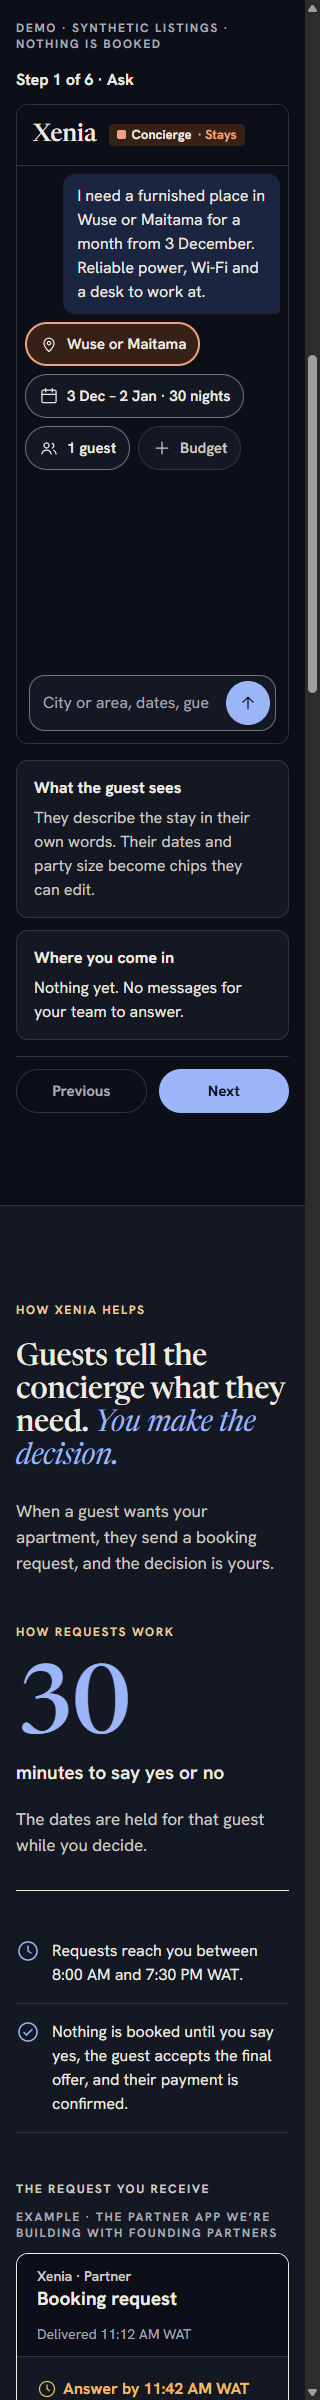 DEMO · SYNTHETIC LISTINGS ·
NOTHING IS BOOKED
Step 1 of 6 · Ask
Xenia
Concierge · Stays
I need a furnished place in
Wuse or Maitama for a
month from 3 December.
Reliable power, Wi-Fi and
a desk to work at.
Wuse or Maitama
3 Dec – 2 Jan · 30 nights
1 guest
Budget
City or area, dates, gue
What the guest sees
They describe the stay in their
own words. Their dates and
party size become chips they
can edit.
Where you come in
Nothing yet. No messages for
your team to answer.
Previous
Next
HOW XENIA HELPS
Guests tell the
concierge what they
need. You make the
decision.
When a guest wants your
apartment, they send a booking
request, and the decision is yours.
HOW REQUESTS WORK
30
minutes to say yes or no
The dates are held for that guest
while you decide.
Requests reach you between
8:00 AM and 7:30 PM WAT.
Nothing is booked until you say
yes, the guest accepts the final
offer, and their payment is
confirmed.
THE REQUEST YOU RECEIVE
EXAMPLE · THE PARTNER APP WE'RE
BUILDING WITH FOUNDING PARTNERS
Xenia · Partner
Booking request
Delivered 11:12 AM WAT
Answer by 11:42 AM WAT